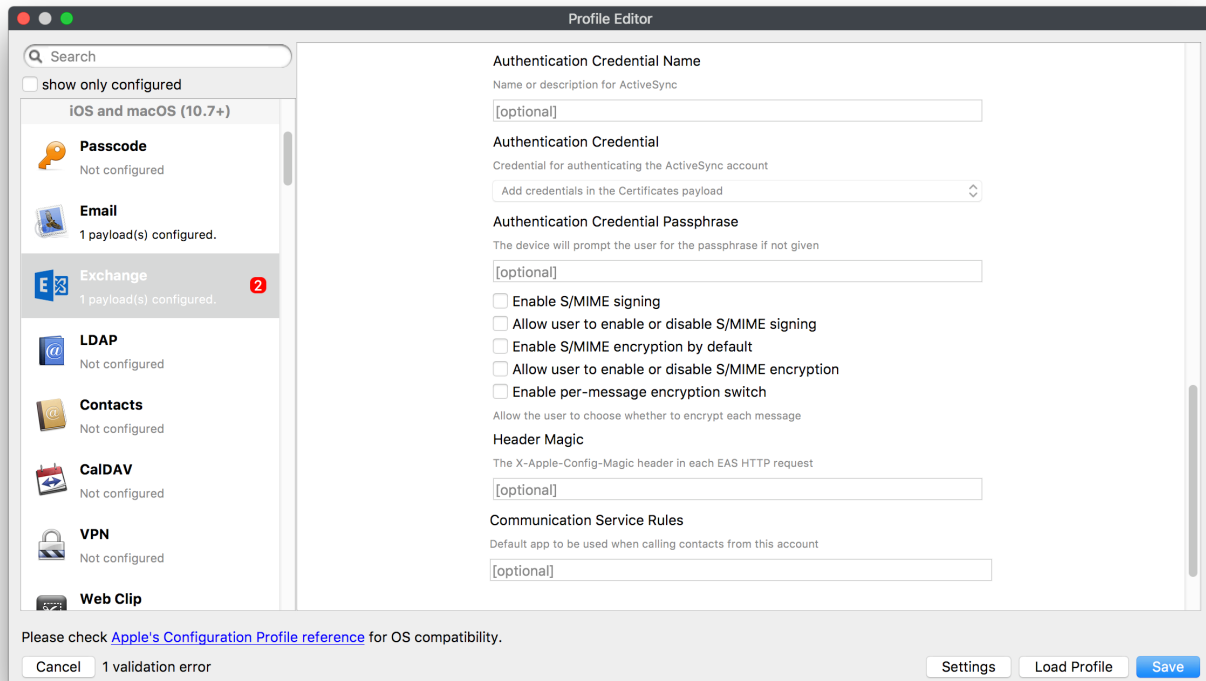 Profile Editor
Search
show only configured
iOS and macOS (10.7+)
Passcode
Not configured
Email
1 payload(s) configured.
Exchange
1 payload(s) configured.
2
LDAP
Not configured
Contacts
Not configured
CalDAV
Not configured
VPN
Not configured
Web Clip
Authentication Credential Name
Name or description for ActiveSync
[optional]
Authentication Credential
Credential for authenticating the ActiveSync account
Add credentials in the Certificates payload
Authentication Credential Passphrase
The device will prompt the user for the passphrase if not given
[optional]
Enable S/MIME signing
Allow user to enable or disable S/MIME signing
Enable S/MIME encryption by default
Allow user to enable or disable S/MIME encryption
Enable per-message encryption switch
Allow the user to choose whether to encrypt each message
Header Magic
The X-Apple-Config-Magic header in each EAS HTTP request
[optional]
Communication Service Rules
Default app to be used when calling contacts from this account
[optional]
Please check Apple's Configuration Profile reference for OS compatibility.
Cancel 1 validation error Settings Load Profile Save